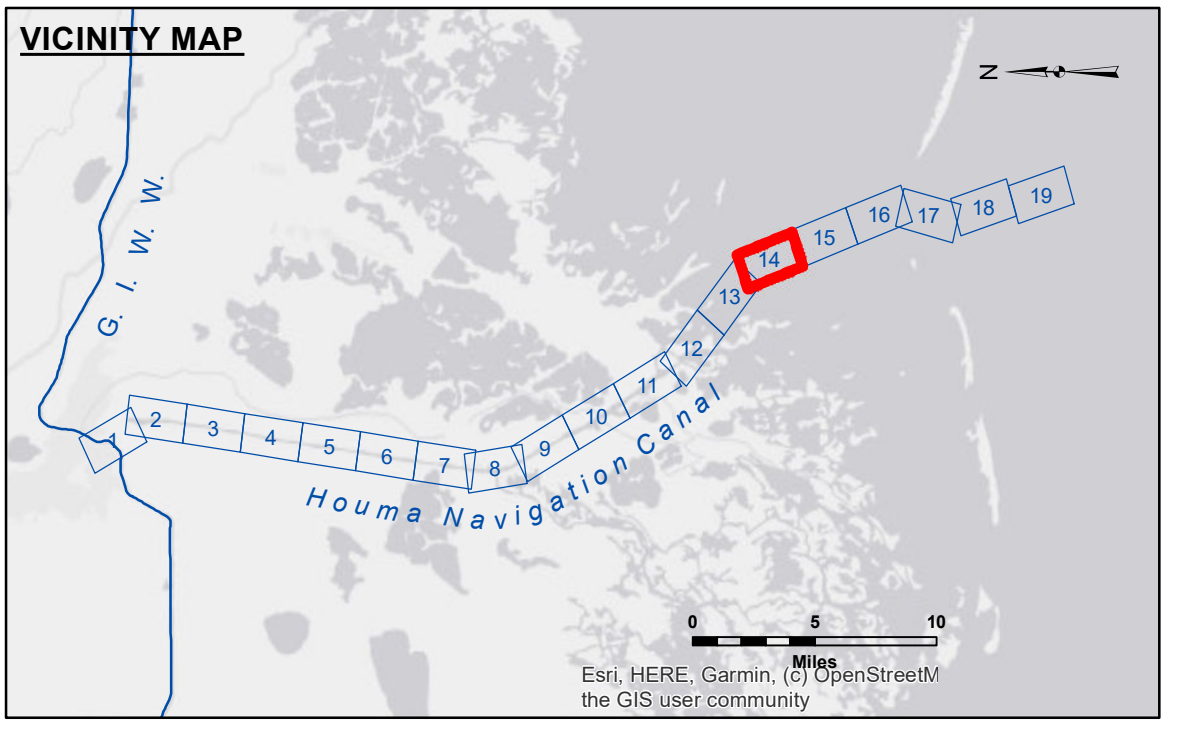 VICINITY MAP
N
G. I. W. W.
1
2
3
4
5
6
7
8
9
10
11
12
13
14
15
16
17
18
19
Houma Navigation Canal
0 5 10
Miles
Esri, HERE, Garmin, (c) OpenStreetM
the GIS user community